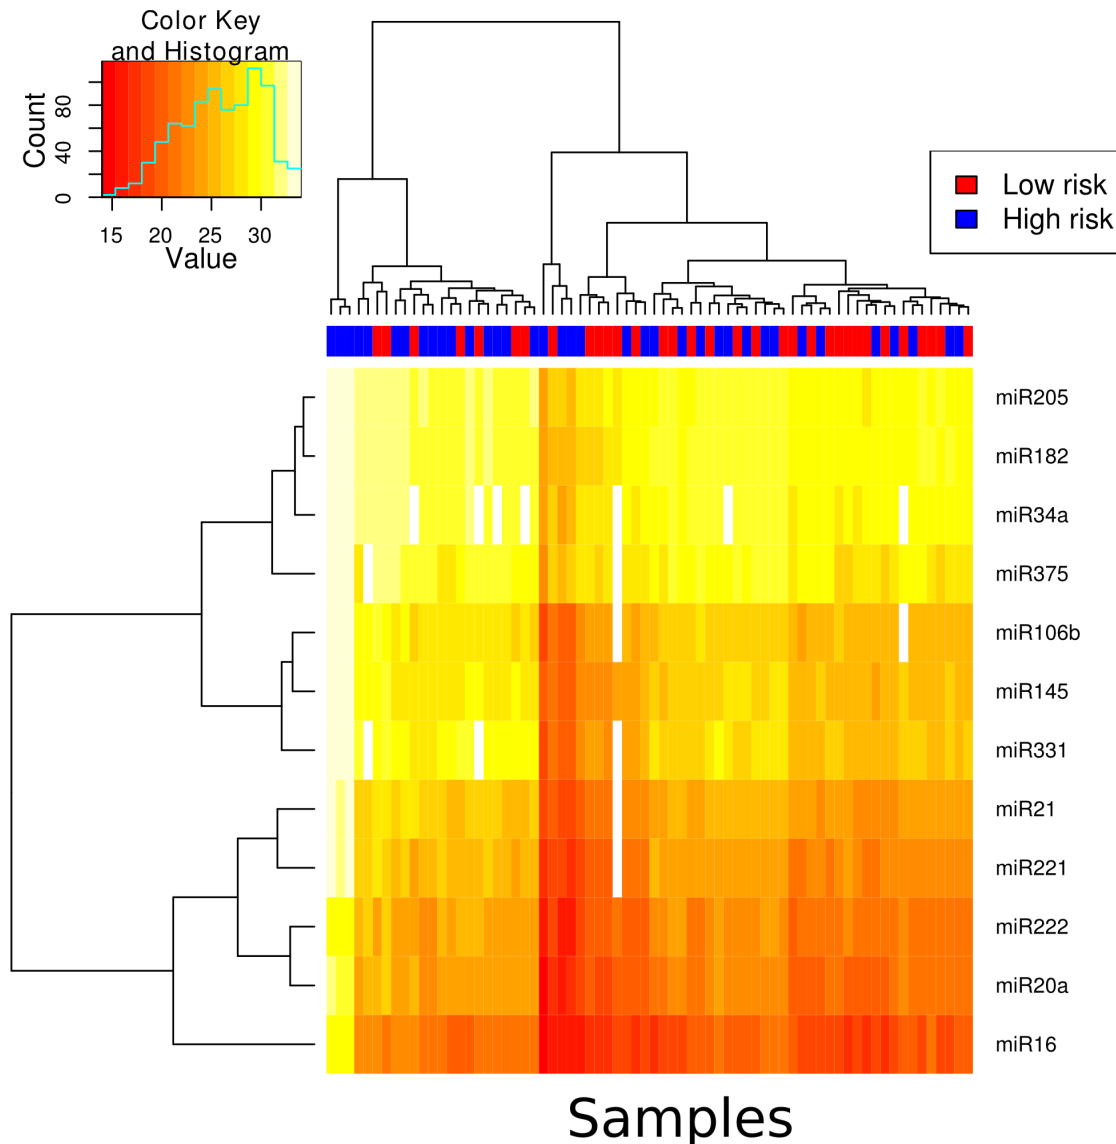 Color Key
and Histogram
Count
0
40
80
15 20 25 30
Value
Low risk
High risk
miR205
miR182
miR34a
miR375
miR106b
miR145
miR331
miR21
miR221
miR222
miR20a
miR16
Samples